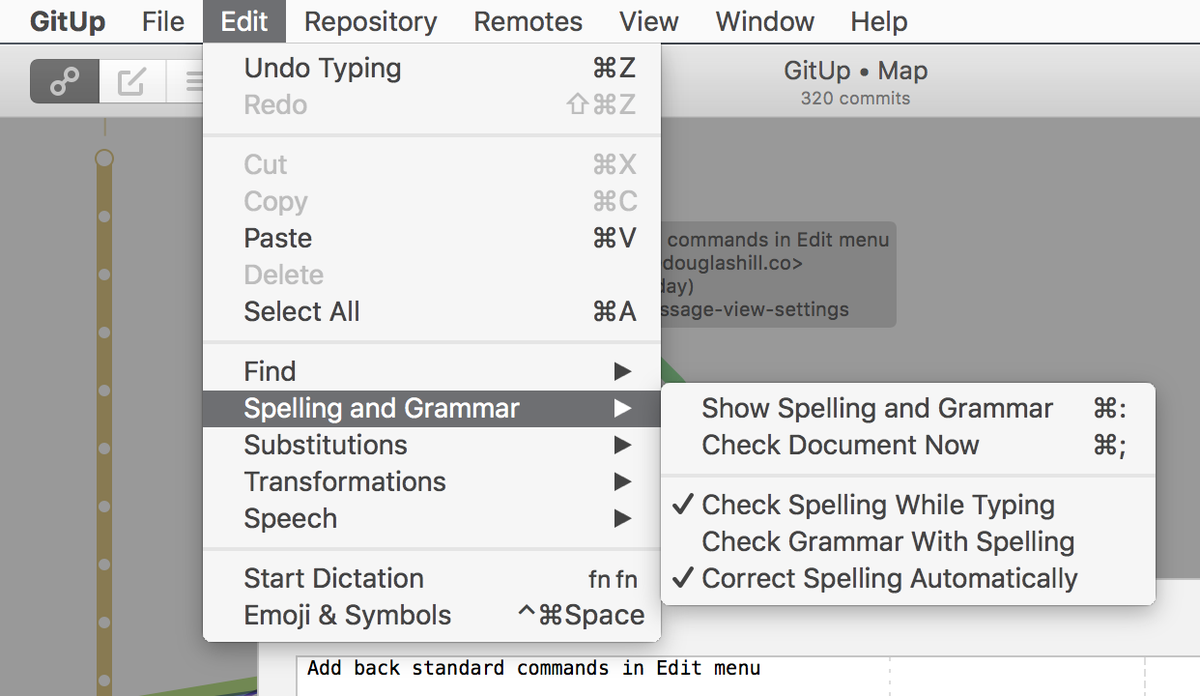 GitUp File Edit Repository Remotes View Window Help
GitUp • Map
320 commits
Undo Typing ⌘Z
Redo ⇧⌘Z
Cut ⌘X
Copy ⌘C
Paste ⌘V
Delete
Select All ⌘A
Find ▶
Spelling and Grammar ▶
Substitutions ▶
Transformations ▶
Speech ▶
Start Dictation fn fn
Emoji & Symbols ^⌘Space
commands in Edit menu
douglashill.co>
day)
ssage-view-settings
Show Spelling and Grammar ⌘:
Check Document Now ⌘;
✓ Check Spelling While Typing
Check Grammar With Spelling
✓ Correct Spelling Automatically
Add back standard commands in Edit menu